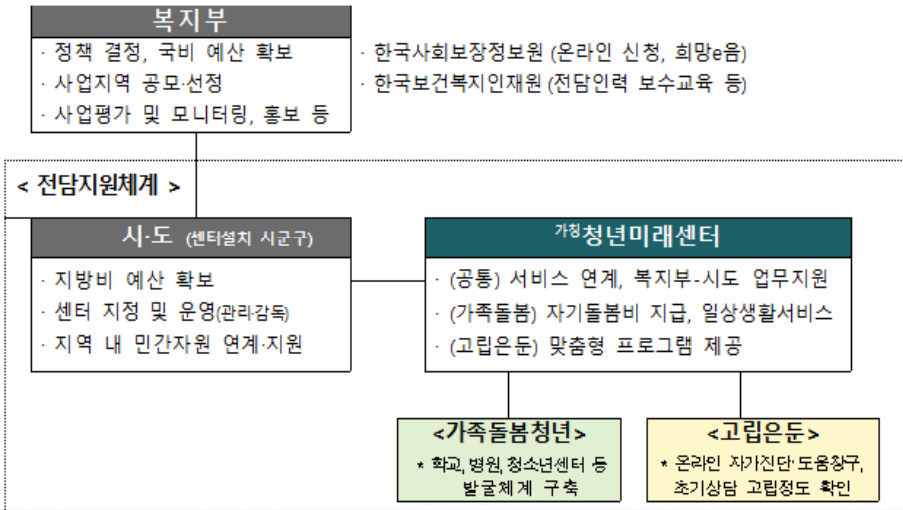 복지부
· 정책 결정, 국비 예산 확보
· 사업지역 공모·선정
· 사업평가 및 모니터링, 홍보 등
· 한국사회보장정보원 (온라인 신청, 희망e음)
· 한국보건복지인재원 (전담인력 보수교육 등)
< 전담지원체계 >
시·도 (센터설치 시군구)
· 지방비 예산 확보
· 센터 지정 및 운영(관리·감독)
· 지역 내 민간자원 연계·지원
가칭청년미래센터
· (공통) 서비스 연계, 복지부-시도 업무지원
· (가족돌봄) 자기돌봄비 지급, 일상생활서비스
· (고립은둔) 맞춤형 프로그램 제공
<가족돌봄청년>
* 학교, 병원, 청소년센터 등
발굴체계 구축
<고립은둔>
* 온라인 자가진단·도움창구,
초기상담 고립정도 확인